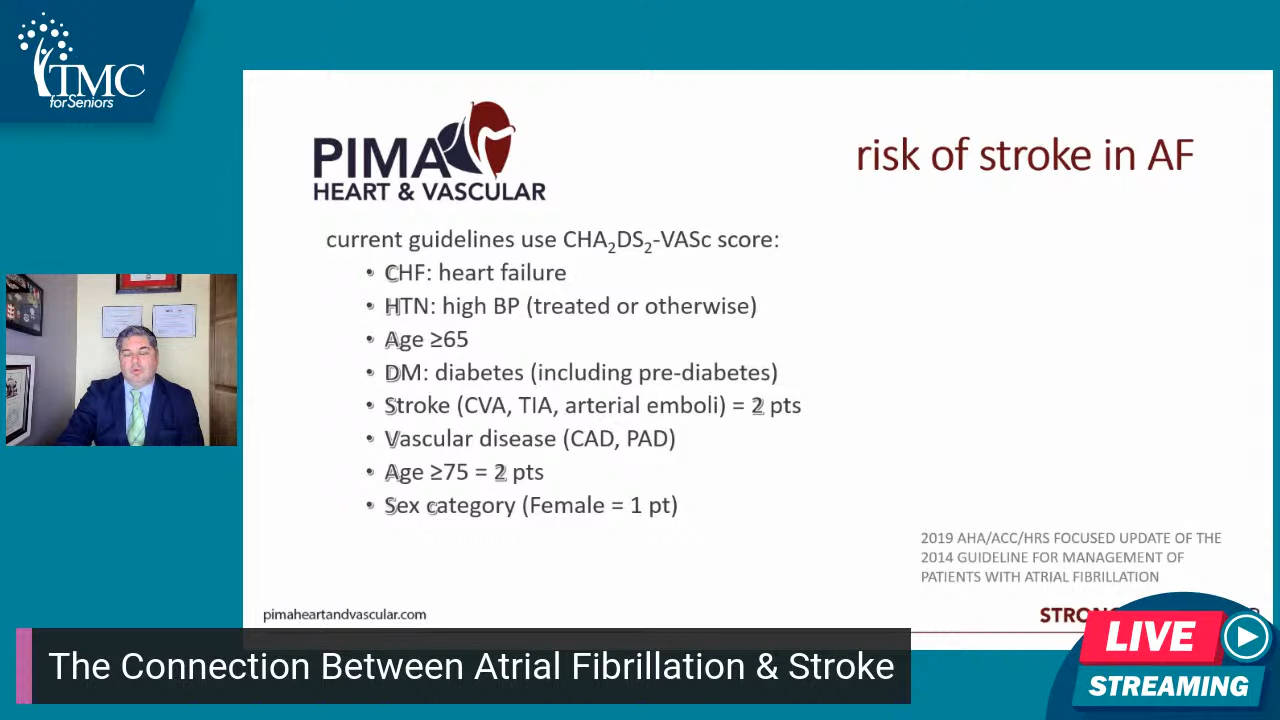 TMC
for Seniors
PIMA
HEART & VASCULAR
risk of stroke in AF
current guidelines use CHA₂DS₂-VASc score:
• CHF: heart failure
• HTN: high BP (treated or otherwise)
• Age ≥65
• DM: diabetes (including pre-diabetes)
• Stroke (CVA, TIA, arterial emboli) = 2 pts
• Vascular disease (CAD, PAD)
• Age ≥75 = 2 pts
• Sex category (Female = 1 pt)
2019 AHA/ACC/HRS FOCUSED UPDATE OF THE
2014 GUIDELINE FOR MANAGEMENT OF
PATIENTS WITH ATRIAL FIBRILLATION
pimaheartandvascular.com
The Connection Between Atrial Fibrillation & Stroke
LIVE
STREAMING